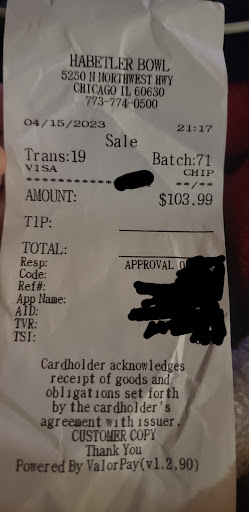 HABETLER BOWL
5250 N NORTHWEST HWY
CHICAGO IL 60630
773-774-0500
04/15/2023 21:17
Sale
Trans:19 Batch:71
VISA CHIP
************ **/**
AMOUNT: $103.99
TIP:
TOTAL:
Resp: APPROVAL
Code:
Ref#:
App Name:
AID:
TVR:
TSI:
Cardholder acknowledges
receipt of goods and
obligations set forth
by the cardholder's
agreement with issuer.
CUSTOMER COPY
Thank You
Powered By ValorPay(v1.2.90)